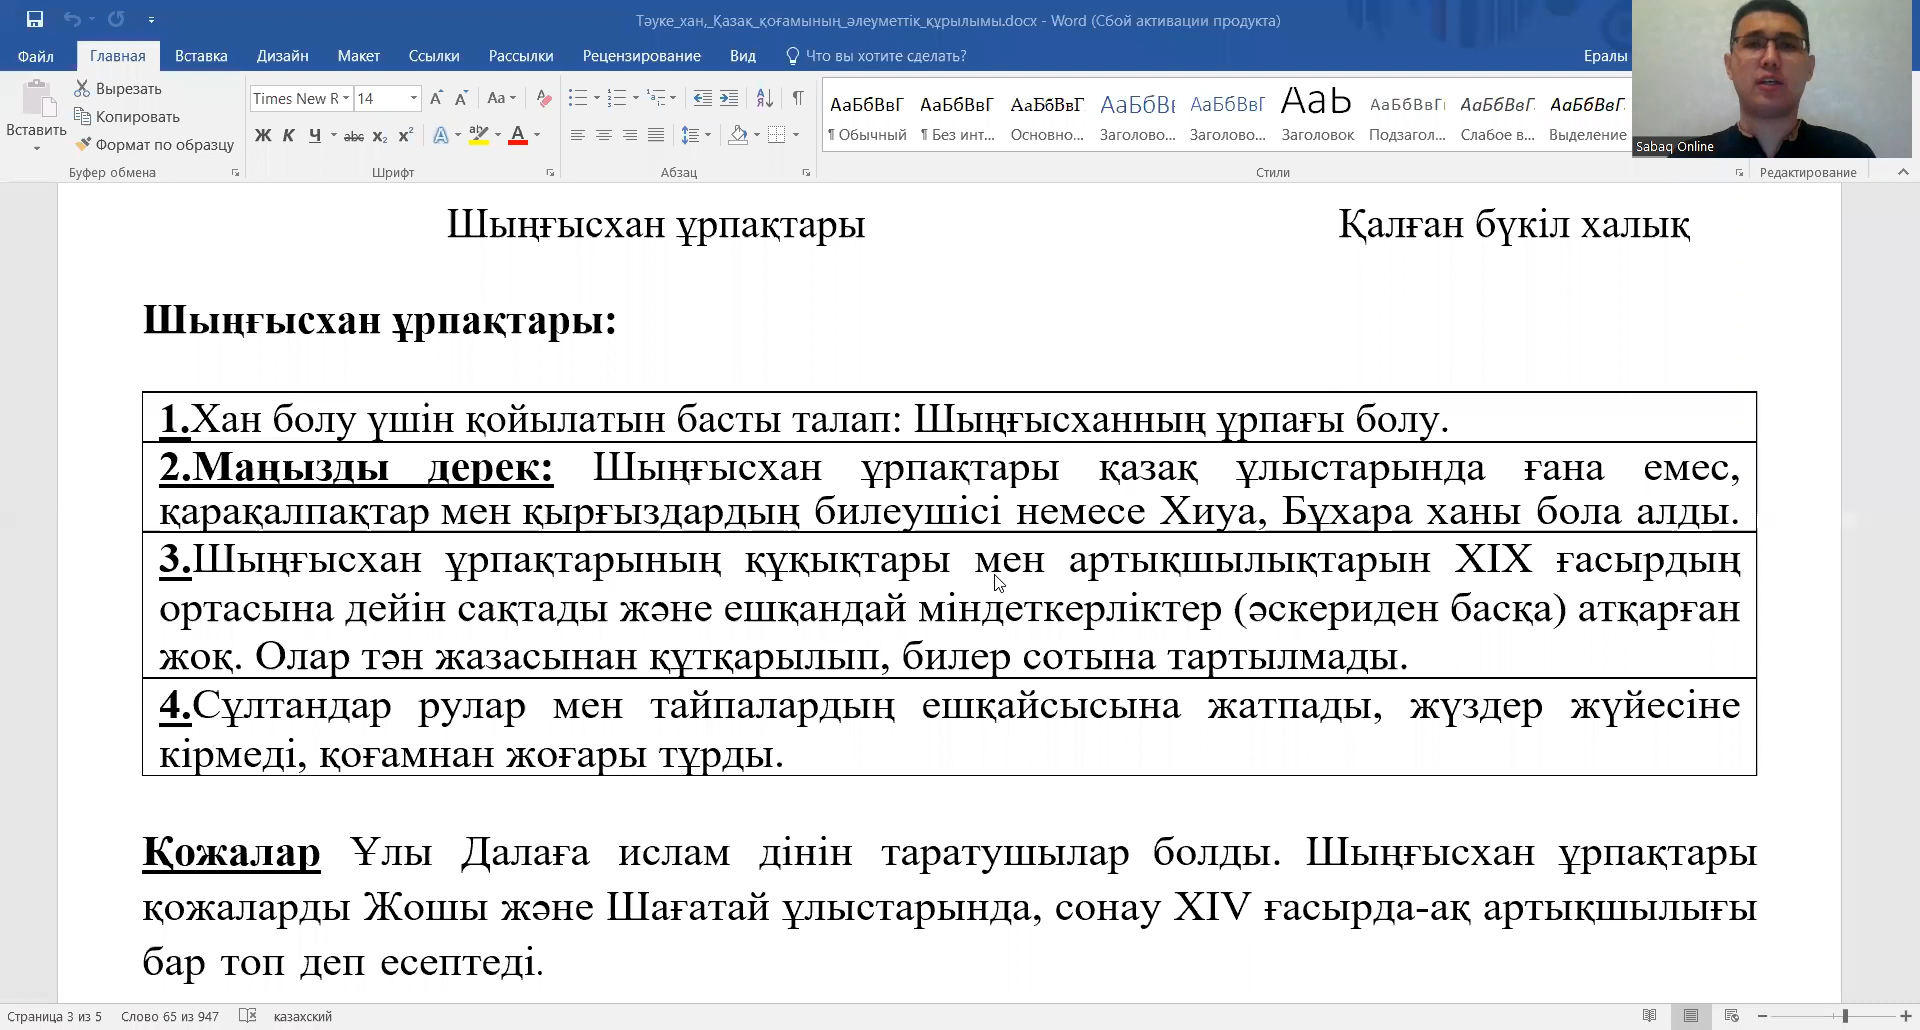 Тәуке_хан,_Қазақ_қоғамының_әлеуметтік_құрылымы.docx - Word (Сбой активации продукта)
Файл Главная Вставка Дизайн Макет Ссылки Рассылки Рецензирование Вид Что вы хотите сделать? Ералы
Вставить
Вырезать
Копировать
Формат по образцу
Буфер обмена
Times New R 14
Aa
Ж К Ч abc x₂ x²
A A
Шрифт
Абзац
АаБбВвГ АаБбВвГ АаБбВвГ АаБбВ АаБбВвГ АаЬ АаБбВвГ АаБбВвГ АаБбВвГ
¶ Обычный ¶ Без инт... Основно... Заголово... Заголово... Заголовок Подзагол... Слабое в... Выделение
Стили
Редактирование
Sabaq Online
Шыңғысхан ұрпақтары Қалған бүкіл халық
Шыңғысхан ұрпақтары:
1.Хан болу үшін қойылатын басты талап: Шыңғысханның ұрпағы болу.
2.Маңызды дерек: Шыңғысхан ұрпақтары қазақ ұлыстарында ғана емес,
қарақалпақтар мен қырғыздардың билеушісі немесе Хиуа, Бұхара ханы бола алды.
3.Шыңғысхан ұрпақтарының құқықтары мен артықшылықтарын XIX ғасырдың
ортасына дейін сақтады және ешқандай міндеткерліктер (әскериден басқа) атқарған
жоқ. Олар тән жазасынан құтқарылып, билер сотына тартылмады.
4.Сұлтандар рулар мен тайпалардың ешқайсысына жатпады, жүздер жүйесіне
кірмеді, қоғамнан жоғары тұрды.
Қожалар Ұлы Далаға ислам дінін таратушылар болды. Шыңғысхан ұрпақтары
қожаларды Жошы және Шағатай ұлыстарында, сонау XIV ғасырда-ақ артықшылығы
бар топ деп есептеді.
Страница 3 из 5 Слово 65 из 947 казахский